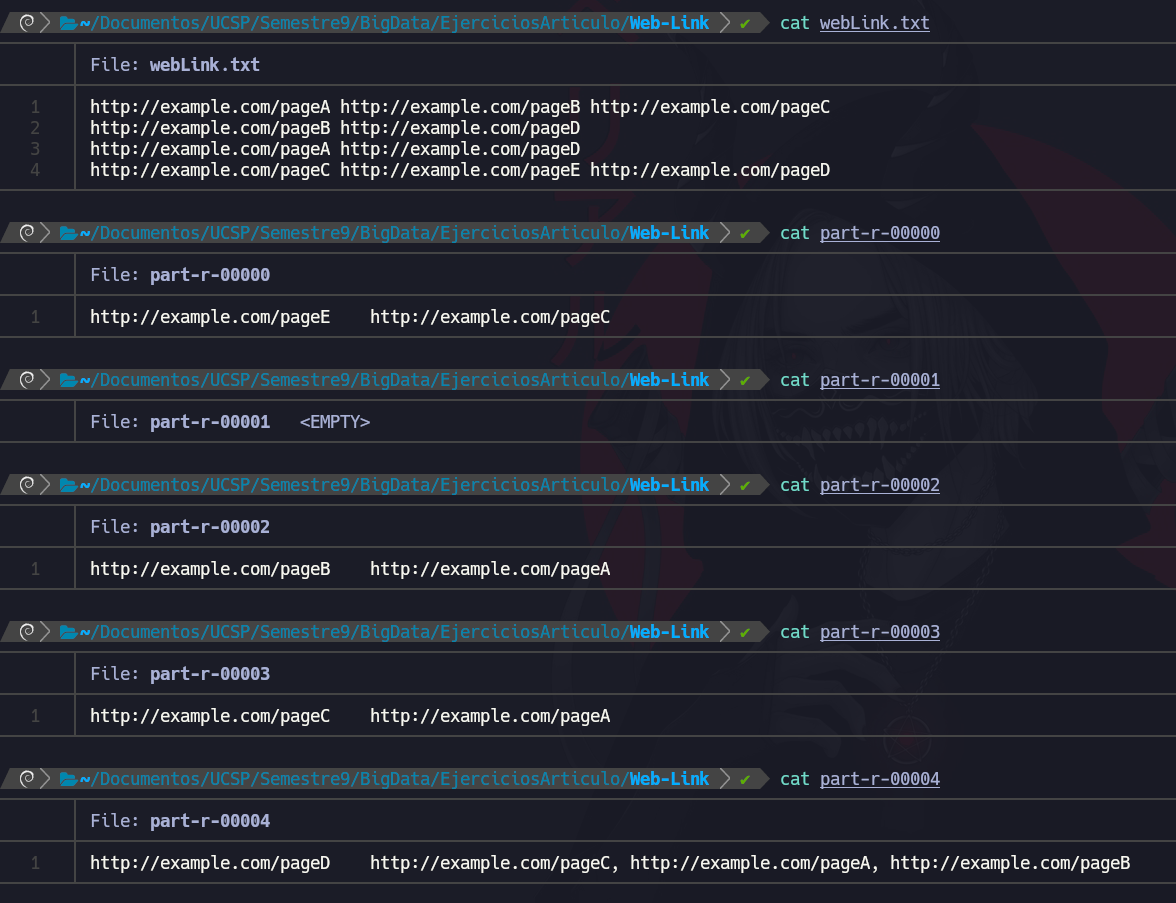 ~/Documentos/UCSP/Semestre9/BigData/EjerciciosArticulo/Web-Link ✔ cat webLink.txt
File: webLink.txt
1 http://example.com/pageA http://example.com/pageB http://example.com/pageC
2 http://example.com/pageB http://example.com/pageD
3 http://example.com/pageA http://example.com/pageD
4 http://example.com/pageC http://example.com/pageE http://example.com/pageD
~/Documentos/UCSP/Semestre9/BigData/EjerciciosArticulo/Web-Link ✔ cat part-r-00000
File: part-r-00000
1 http://example.com/pageE    http://example.com/pageC
~/Documentos/UCSP/Semestre9/BigData/EjerciciosArticulo/Web-Link ✔ cat part-r-00001
File: part-r-00001   <EMPTY>
~/Documentos/UCSP/Semestre9/BigData/EjerciciosArticulo/Web-Link ✔ cat part-r-00002
File: part-r-00002
1 http://example.com/pageB    http://example.com/pageA
~/Documentos/UCSP/Semestre9/BigData/EjerciciosArticulo/Web-Link ✔ cat part-r-00003
File: part-r-00003
1 http://example.com/pageC    http://example.com/pageA
~/Documentos/UCSP/Semestre9/BigData/EjerciciosArticulo/Web-Link ✔ cat part-r-00004
File: part-r-00004
1 http://example.com/pageD    http://example.com/pageC, http://example.com/pageA, http://example.com/pageB